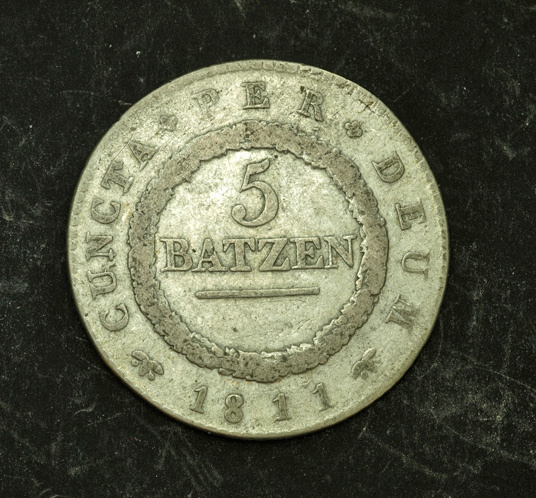 CUNCTA PER DEUM
5
BATZEN
1811